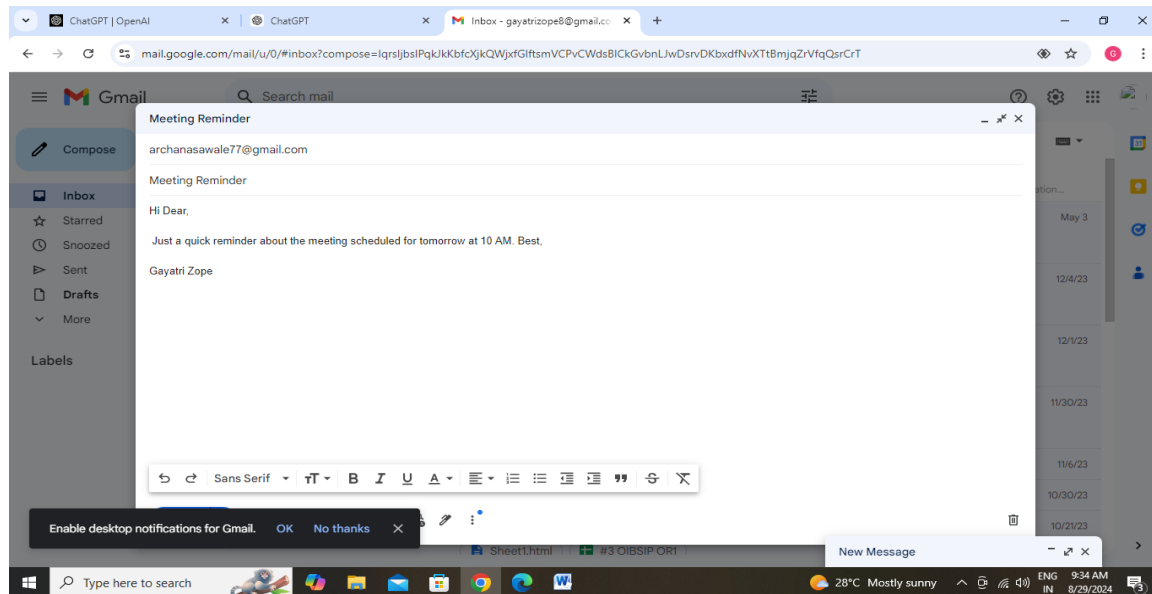 ChatGPT | OpenAI
ChatGPT
Inbox - gayatrizope8@gmail.co
mail.google.com/mail/u/0/#inbox?compose=
Gmail
Search mail
Meeting Reminder
archanasawale77@gmail.com
Meeting Reminder
Hi Dear,
Just a quick reminder about the meeting scheduled for tomorrow at 10 AM. Best,
Gayatri Zope
Compose
Inbox
Starred
Snoozed
Sent
Drafts
More
Labels
May 3
12/4/23
12/1/23
11/30/23
11/6/23
10/30/23
10/21/23
Sans Serif
B I U A
Enable desktop notifications for Gmail. OK No thanks
Sheet1.html #3 OIBSIP OR1
New Message
Type here to search
28°C Mostly sunny
ENG 9:34 AM
IN 8/29/2024